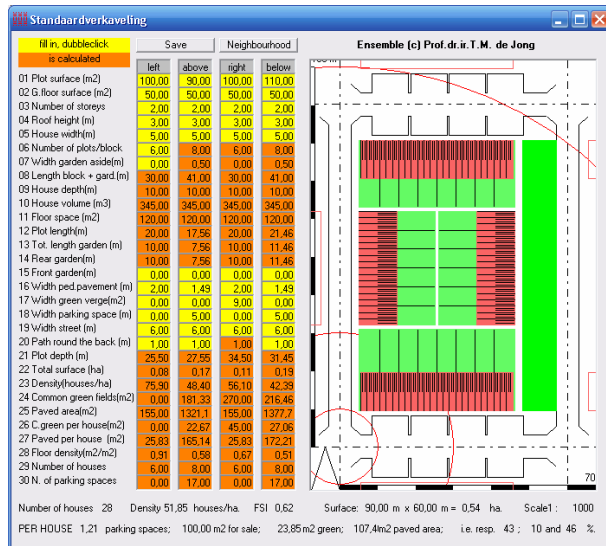 Standaardverkaveling
fill in, dubbleclick Save Neighbourhood Ensemble (c) Prof.dr.ir.T.M. de Jong
is calculated left above right below
01 Plot surface (m2) 100,00 90,00 100,00 110,00
02 G.floor surface (m2) 50,00 50,00 50,00 50,00
03 Number of storeys 2,00 2,00 2,00 2,00
04 Roof height (m) 3,00 3,00 3,00 3,00
05 House width(m) 5,00 5,00 5,00 5,00
06 Number of plots/block 6,00 8,00 6,00 8,00
07 Width garden aside(m) 0,00 0,50 0,00 0,50
08 Length block + gard.(m) 30,00 41,00 30,00 41,00
09 House depth(m) 10,00 10,00 10,00 10,00
10 House volume (m3) 345,00 345,00 345,00 345,00
11 Floor space (m2) 120,00 120,00 120,00 120,00
12 Plot length(m) 20,00 17,56 20,00 21,46
13 Tot. length garden (m) 10,00 7,56 10,00 11,46
14 Rear garden(m) 10,00 7,56 10,00 11,46
15 Front garden(m) 0,00 0,00 0,00 0,00
16 Width ped.pavement (m) 2,00 1,49 2,00 1,49
17 Width green verge(m2) 0,00 0,00 9,00 0,00
18 Width parking space (m) 0,00 5,00 0,00 5,00
19 Width street (m) 6,00 6,00 6,00 6,00
20 Path round the back (m) 1,00 1,00 1,00 1,00
21 Plot depth (m) 25,50 27,55 34,50 31,45
22 Total surface (ha) 0,08 0,17 0,11 0,19
23 Density(houses/ha) 75,90 48,40 56,10 42,39
24 Common green fields(m2) 0,00 181,33 270,00 216,46
25 Paved area(m2) 155,00 1321,1 155,00 1377,7
26 C.green per house(m2) 0,00 22,67 45,00 27,06
27 Paved per house (m2) 25,83 165,14 25,83 172,21
28 Floor density(m2/m2) 0,91 0,58 0,67 0,51
29 Number of houses 6,00 8,00 6,00 8,00
30 N. of parking spaces 0,00 17,00 0,00 17,00
70
Number of houses 28 Density 51,85 houses/ha. FSI 0,62 Surface: 90,00 m x 60,00 m = 0,54 ha. Scale1 : 1000
PER HOUSE 1,21 parking spaces; 100,00 m2 for sale; 23,85 m2 green; 107,4m2 paved area; i.e. resp. 43 ; 10 and 46 %.